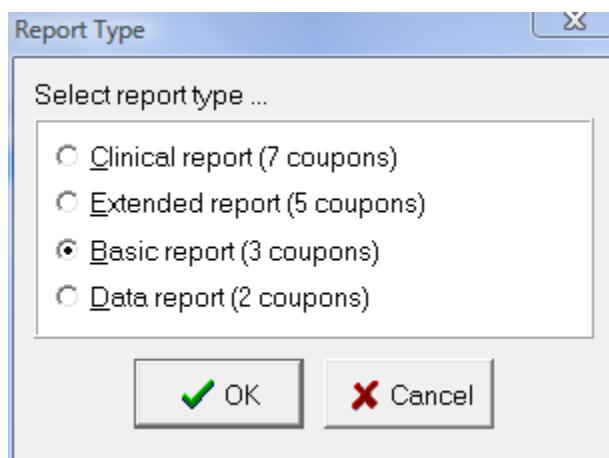 Report Type
Select report type ...
Clinical report (7 coupons)
Extended report (5 coupons)
Basic report (3 coupons)
Data report (2 coupons)
OK
Cancel